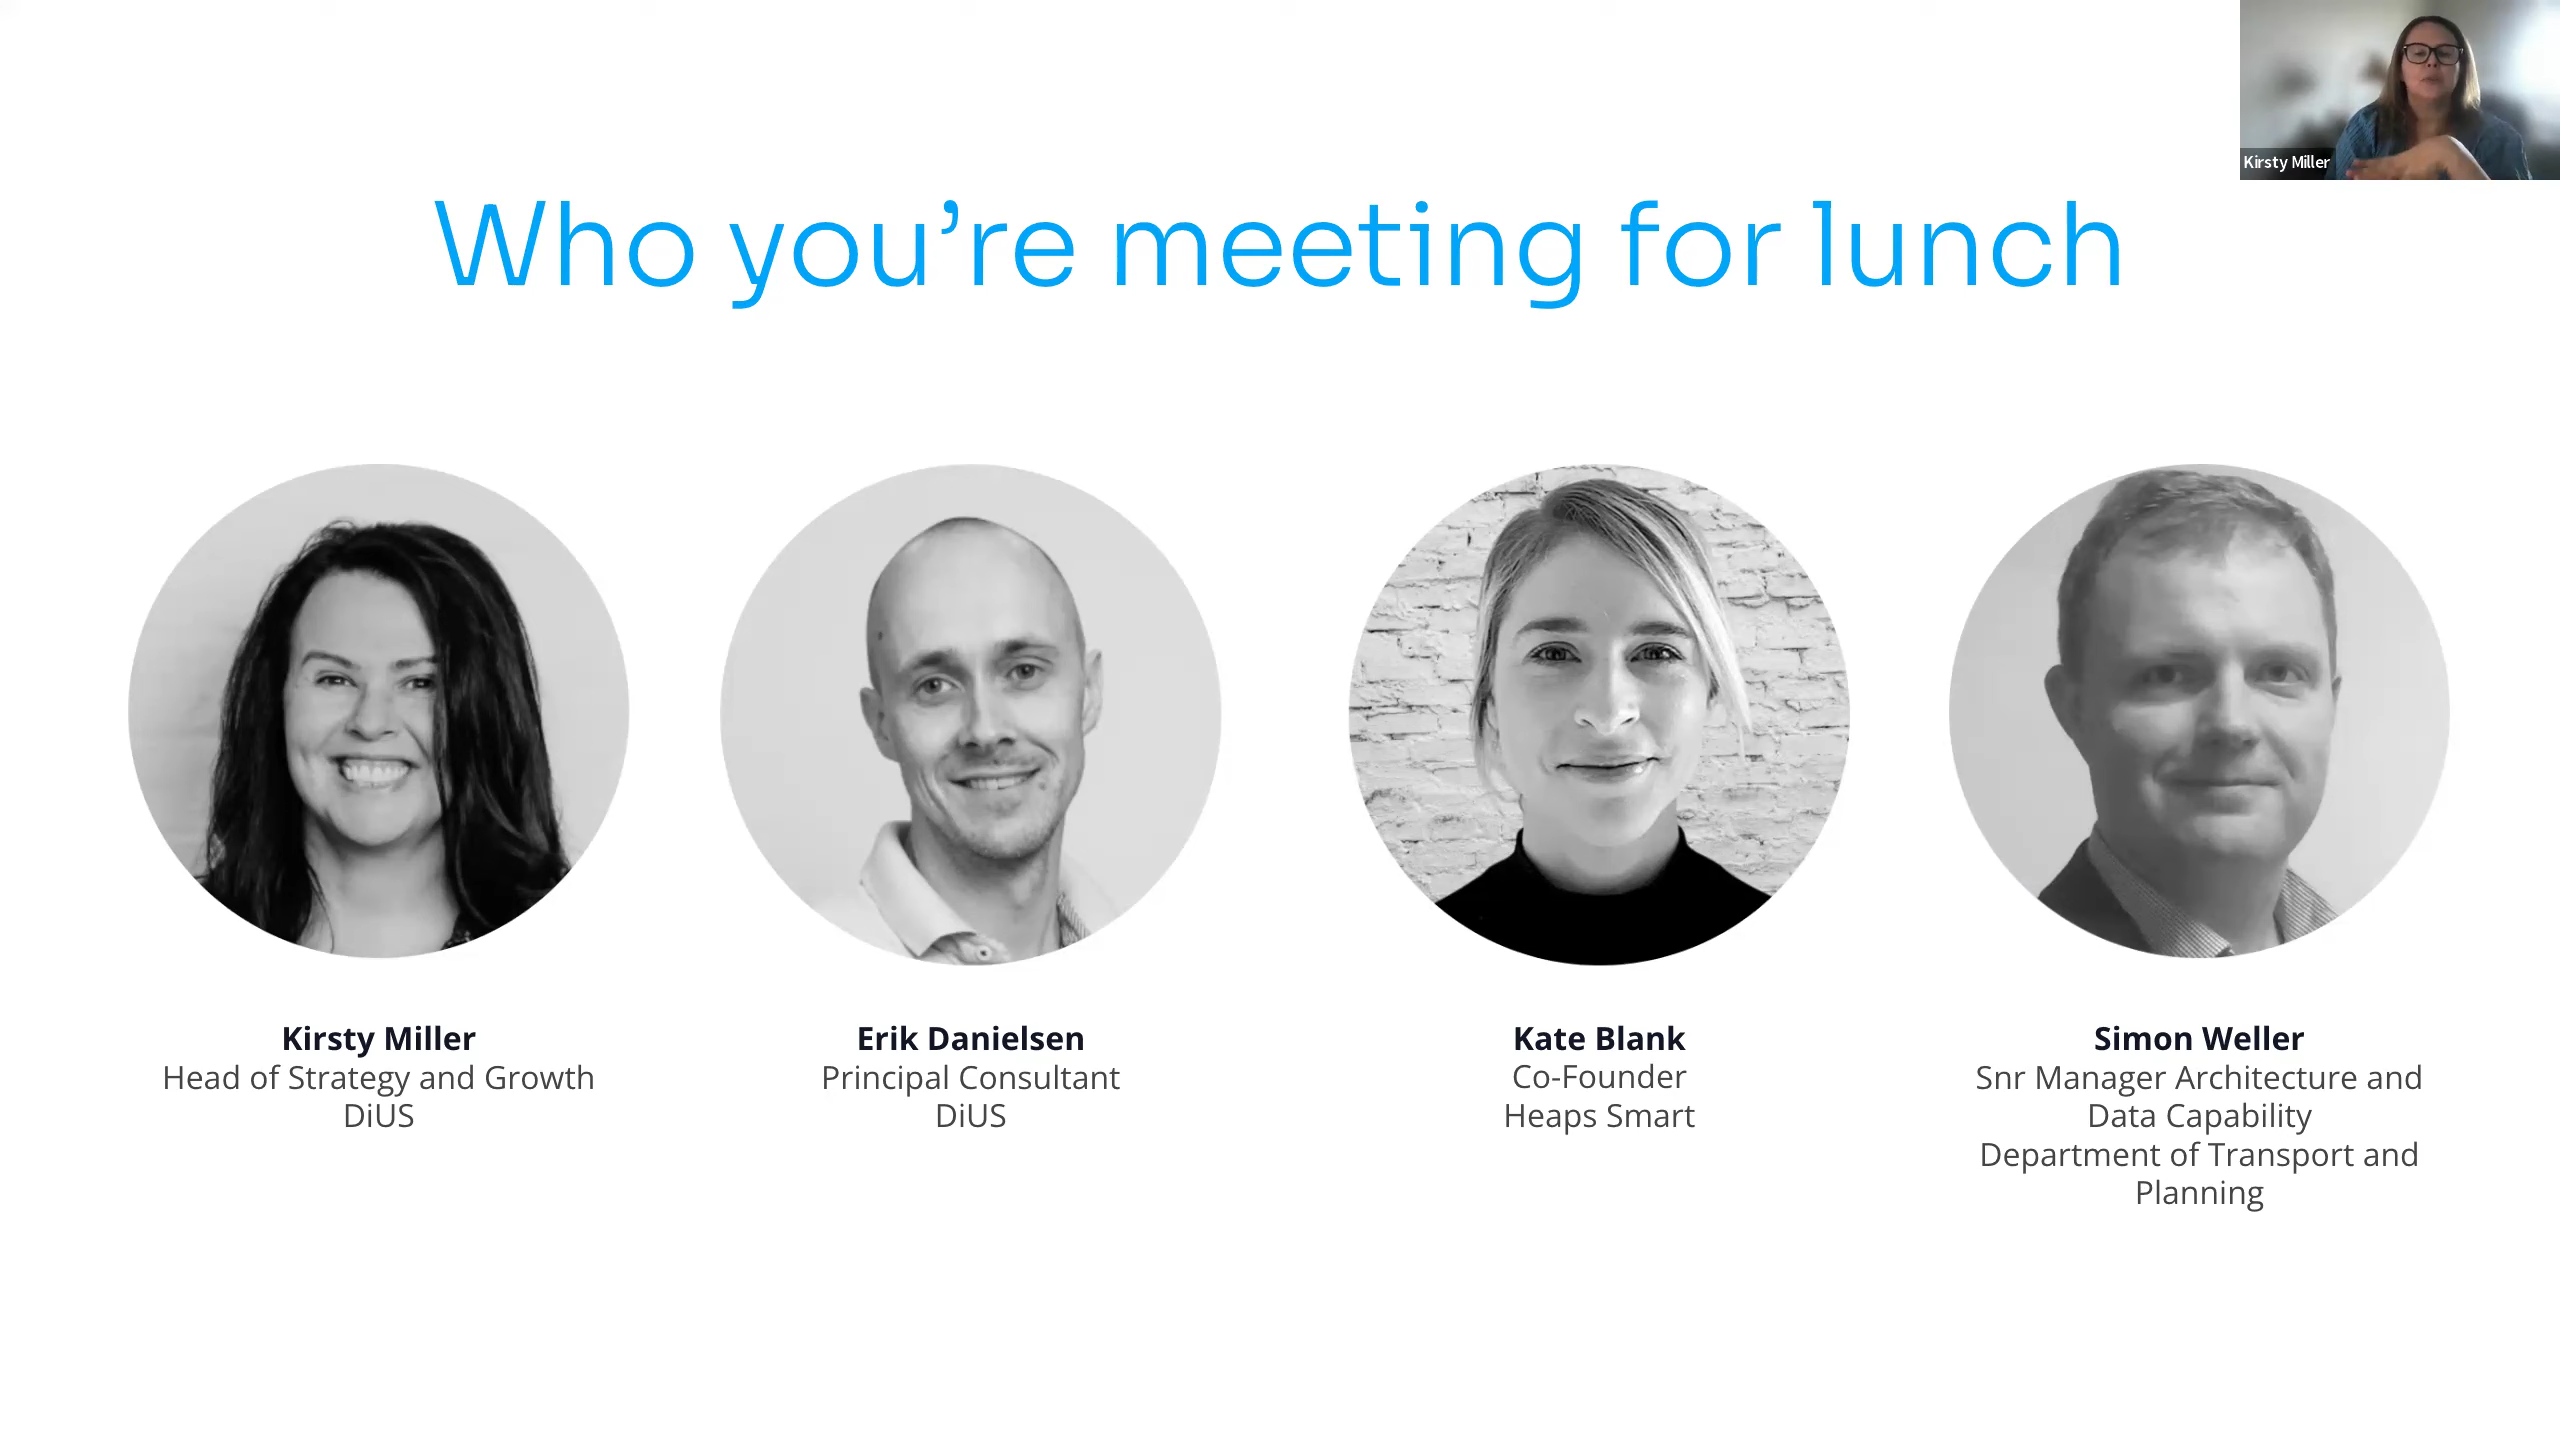 Kirsty Miller
Who you’re meeting for lunch
Kirsty Miller
Head of Strategy and Growth
DiUS
Erik Danielsen
Principal Consultant
DiUS
Kate Blank
Co-Founder
Heaps Smart
Simon Weller
Snr Manager Architecture and
Data Capability
Department of Transport and
Planning